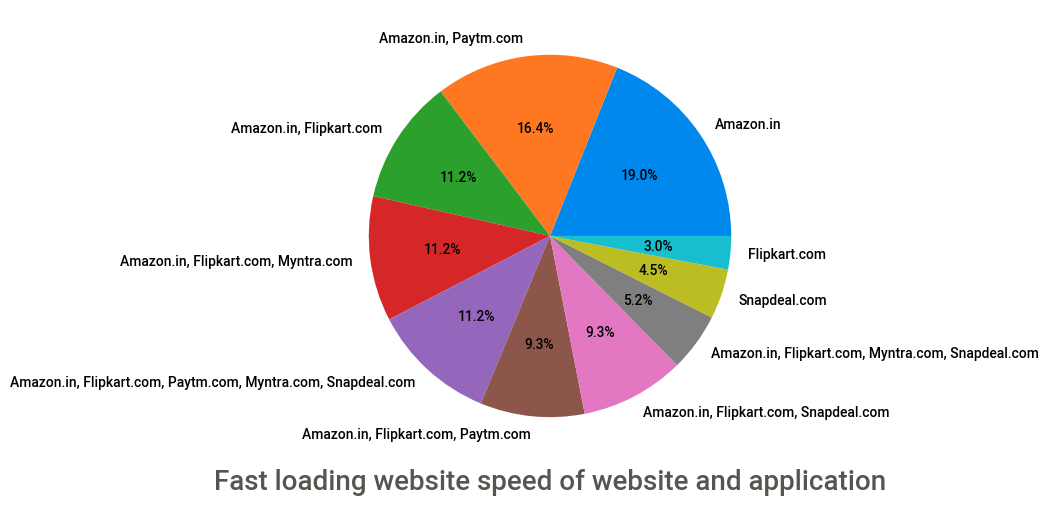 Amazon.in, Paytm.com
Amazon.in
Amazon.in, Flipkart.com
16.4%
19.0%
11.2%
Amazon.in, Flipkart.com, Myntra.com
11.2%
3.0%
Flipkart.com
4.5%
Snapdeal.com
5.2%
11.2%
9.3%
9.3%
Amazon.in, Flipkart.com, Myntra.com, Snapdeal.com
Amazon.in, Flipkart.com, Paytm.com, Myntra.com, Snapdeal.com
Amazon.in, Flipkart.com, Snapdeal.com
Amazon.in, Flipkart.com, Paytm.com
Fast loading website speed of website and application